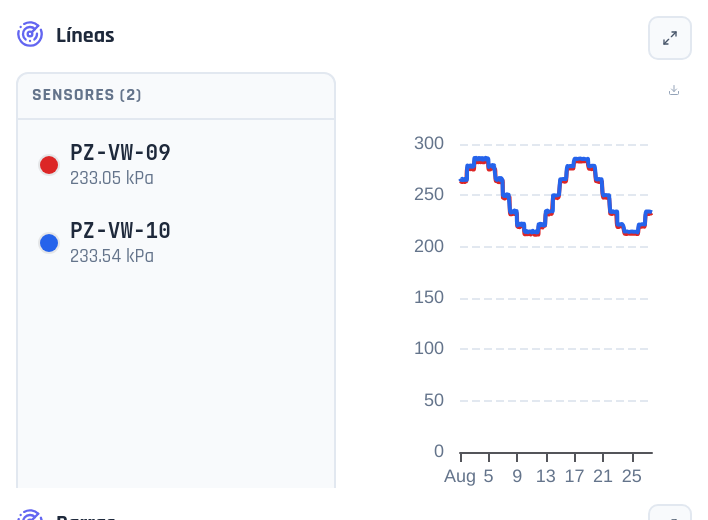 Líneas
SENSORES (2)
PZ-VW-09
233.05 kPa
PZ-VW-10
233.54 kPa
300
250
200
150
100
50
0
Aug 5 9 13 17 21 25